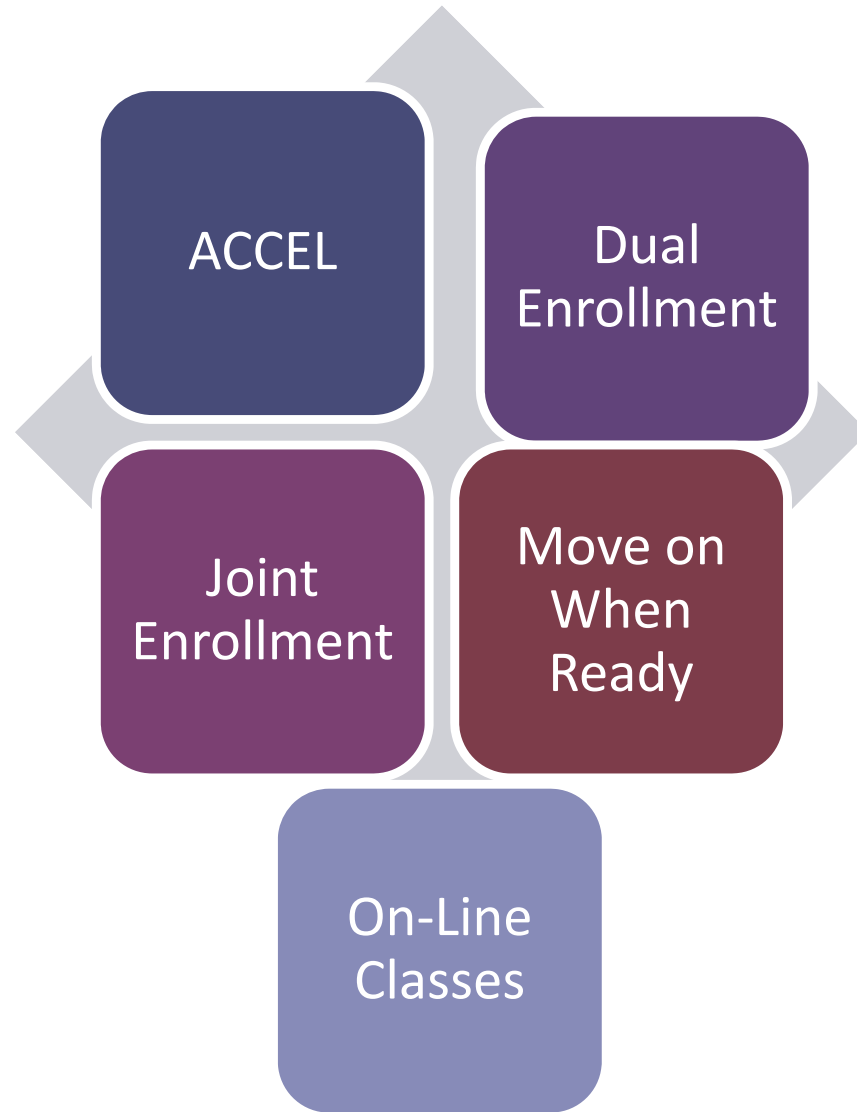 ACCEL
Dual
Enrollment
Joint
Enrollment
Move on
When
Ready
On-Line
Classes